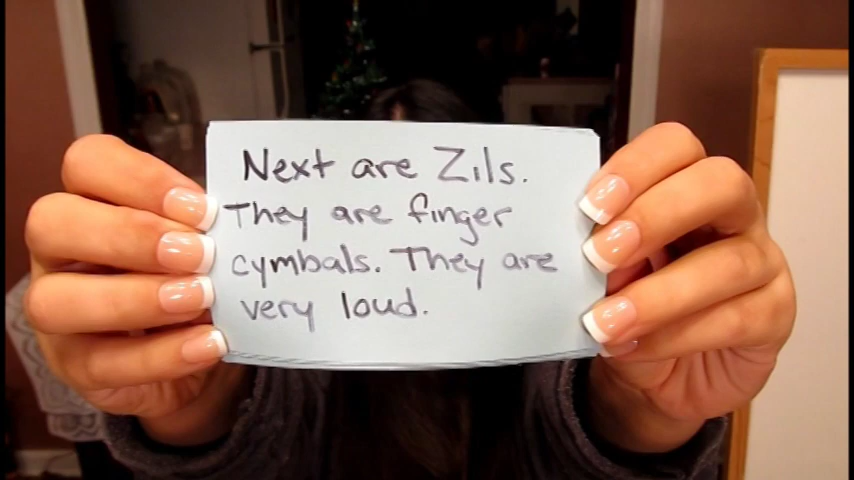 Next are Zils.
They are finger
cymbals. They are
very loud.